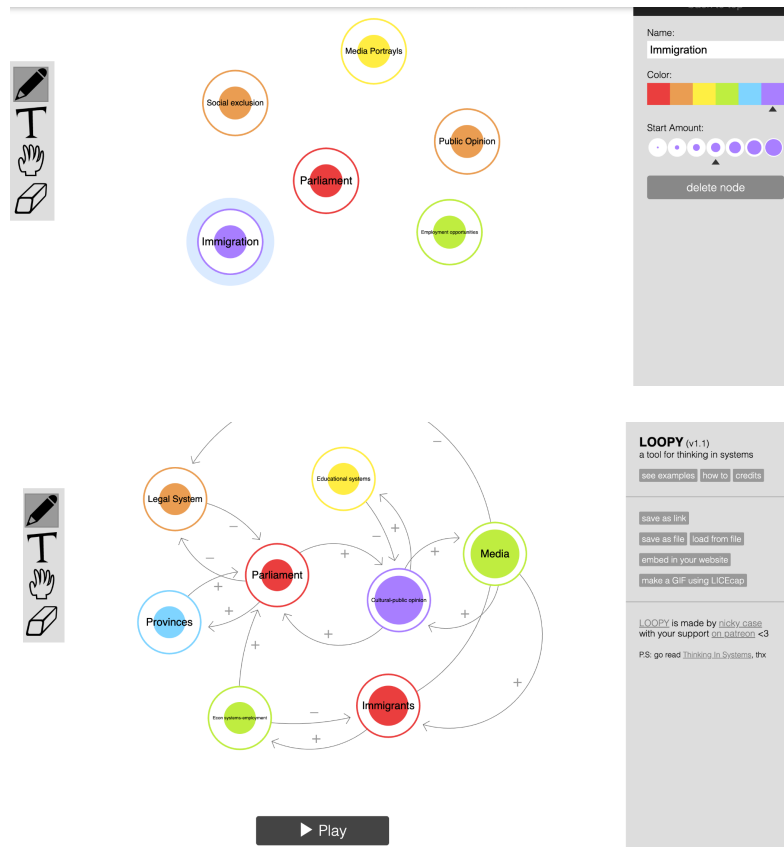 Name:
Immigration
Color:
Start Amount:
delete node
Media Portrayls
Social exclusion
Public Opinion
Parliament
Immigration
Employment opportunities
T
LOOPY (v1.1)
a tool for thinking in systems
see examples how to credits
save as link
save as file load from file
embed in your website
make a GIF using LICEcap
LOOPY is made by nicky case
with your support on patreon <3
P.S: go read Thinking In Systems, thx
T
Educational systems
Legal System
Media
Parliament
Cultural-public opinion
Provinces
Immigrants
Econ systems-employment
Play